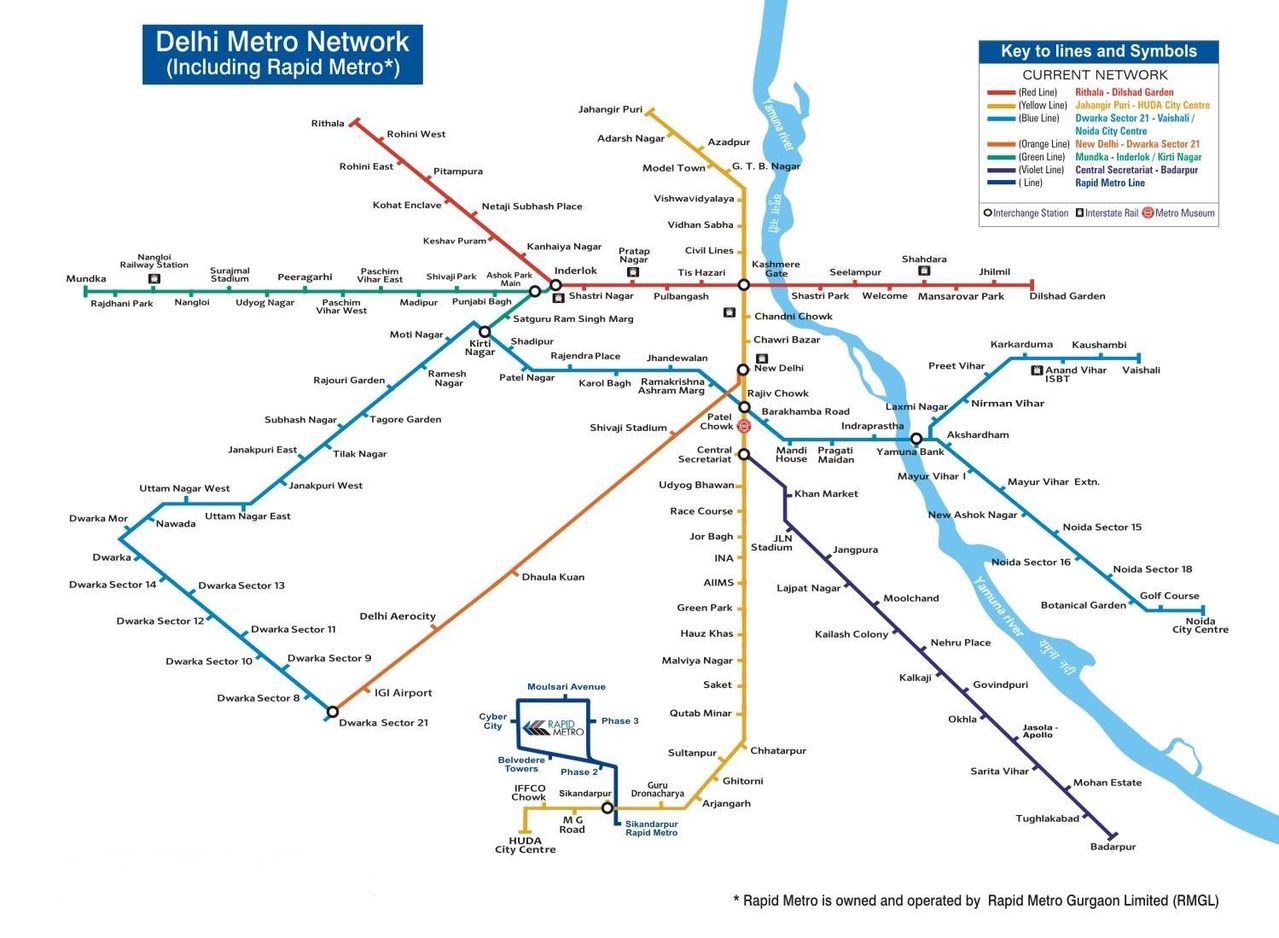 Delhi Metro Network
(Including Rapid Metro*)
Key to lines and Symbols
CURRENT NETWORK
(Red Line) Rithala - Dilshad Garden
(Yellow Line) Jahangir Puri - HUDA City Centre
(Blue Line) Dwarka Sector 21 - Vaishali /
Noida City Centre
(Orange Line) New Delhi - Dwarka Sector 21
(Green Line) Mundka - Inderlok / Kirti Nagar
(Violet Line) Central Secretariat - Badarpur
( Line) Rapid Metro Line
Interchange Station Interstate Rail Metro Museum
Rithala
Rohini West
Rohini East
Pitampura
Kohat Enclave
Netaji Subhash Place
Keshav Puram
Kanhaiya Nagar
Inderlok
Shastri Nagar
Pratap
Nagar
Pulbangash
Tis Hazari
Kashmere
Gate
Shastri Park
Seelampur
Welcome
Shahdara
Mansarovar Park
Jhilmil
Dilshad Garden
Jahangir Puri
Adarsh Nagar
Azadpur
Model Town
G. T. B. Nagar
Vishwavidyalaya
Vidhan Sabha
Civil Lines
Chandni Chowk
Chawri Bazar
New Delhi
Rajiv Chowk
Patel
Chowk
Central
Secretariat
Udyog Bhawan
Race Course
Jor Bagh
INA
AIIMS
Green Park
Hauz Khas
Malviya Nagar
Saket
Qutab Minar
Chhatarpur
Sultanpur
Ghitorni
Arjangarh
Guru
Dronacharya
Sikandarpur
M G
Road
IFFCO
Chowk
HUDA
City Centre
Mundka
Rajdhani Park
Nangloi
Railway Station
Nangloi
Surajmal
Stadium
Udyog Nagar
Peeragarhi
Paschim
Vihar West
Paschim
Vihar East
Madipur
Shivaji Park
Punjabi Bagh
Ashok Park
Main
Satguru Ram Singh Marg
Kirti
Nagar
Moti Nagar
Ramesh
Nagar
Rajouri Garden
Tagore Garden
Subhash Nagar
Tilak Nagar
Janakpuri East
Janakpuri West
Uttam Nagar East
Uttam Nagar West
Nawada
Dwarka Mor
Dwarka
Dwarka Sector 14
Dwarka Sector 13
Dwarka Sector 12
Dwarka Sector 11
Dwarka Sector 10
Dwarka Sector 9
Dwarka Sector 8
Dwarka Sector 21
Shadipur
Patel Nagar
Rajendra Place
Karol Bagh
Jhandewalan
Ramakrishna
Ashram Marg
Barakhamba Road
Mandi
House
Pragati
Maidan
Indraprastha
Yamuna Bank
Laxmi Nagar
Nirman Vihar
Preet Vihar
Karkarduma
Anand Vihar
ISBT
Kaushambi
Vaishali
Akshardham
Mayur Vihar I
Mayur Vihar Extn.
New Ashok Nagar
Noida Sector 15
Noida Sector 16
Noida Sector 18
Botanical Garden
Golf Course
Noida
City Centre
Shivaji Stadium
Dhaula Kuan
Delhi Aerocity
IGI Airport
Khan Market
JLN
Stadium
Jangpura
Lajpat Nagar
Moolchand
Kailash Colony
Nehru Place
Kalkaji
Govindpuri
Okhla
Jasola -
Apollo
Sarita Vihar
Mohan Estate
Tughlakabad
Badarpur
Moulsari Avenue
Cyber
City
RAPID
METRO
Phase 3
Belvedere
Towers
Phase 2
Sikandarpur
Rapid Metro
Yamuna river
यमुना नदी
Yamuna river
यमुना नदी
* Rapid Metro is owned and operated by Rapid Metro Gurgaon Limited (RMGL)